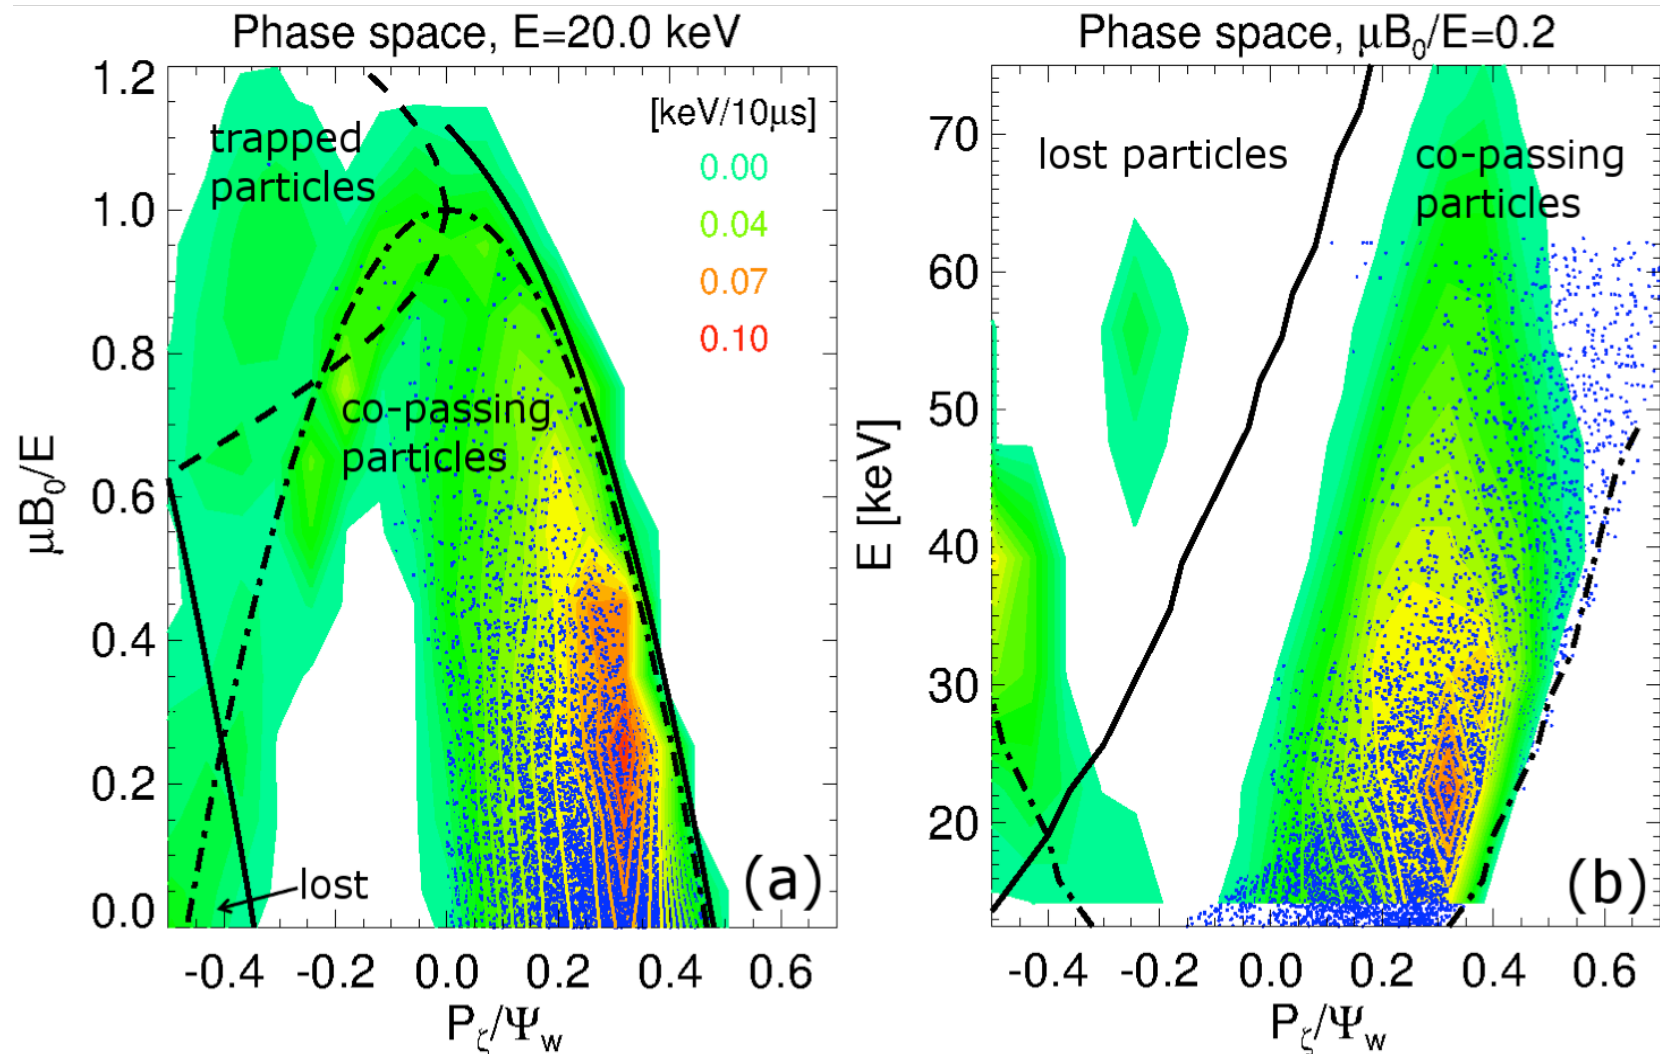 Phase space, E=20.0 keV
1.2
1.0
0.8
0.6
0.4
0.2
0.0
μB₀/E
trapped
particles
[keV/10μs]
0.00
0.04
0.07
0.10
co-passing
particles
lost
(a)
-0.4 -0.2 0.0 0.2 0.4 0.6
P_ζ/Ψ_w
Phase space, μB₀/E=0.2
70
60
50
40
30
20
E [keV]
lost particles
co-passing
particles
(b)
-0.4 -0.2 0.0 0.2 0.4 0.6
P_ζ/Ψ_w